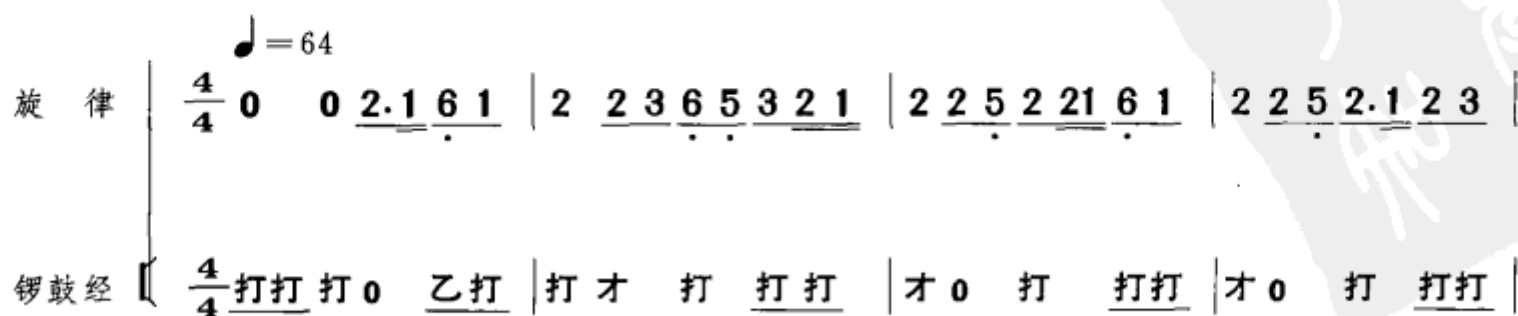 ♩=64
旋 律 4/4 0 0 2·1 6̣ 1 | 2 2 3 6̣ 5̣ 3 2 1 | 2 2 5̣ 2 21 6̣ 1 | 2 2 5̣ 2·1 2 3 |
锣鼓经 4/4 打打 打 0 乙打 | 打 才 打 打打 | 才 0 打 打打 | 才 0 打 打打 |